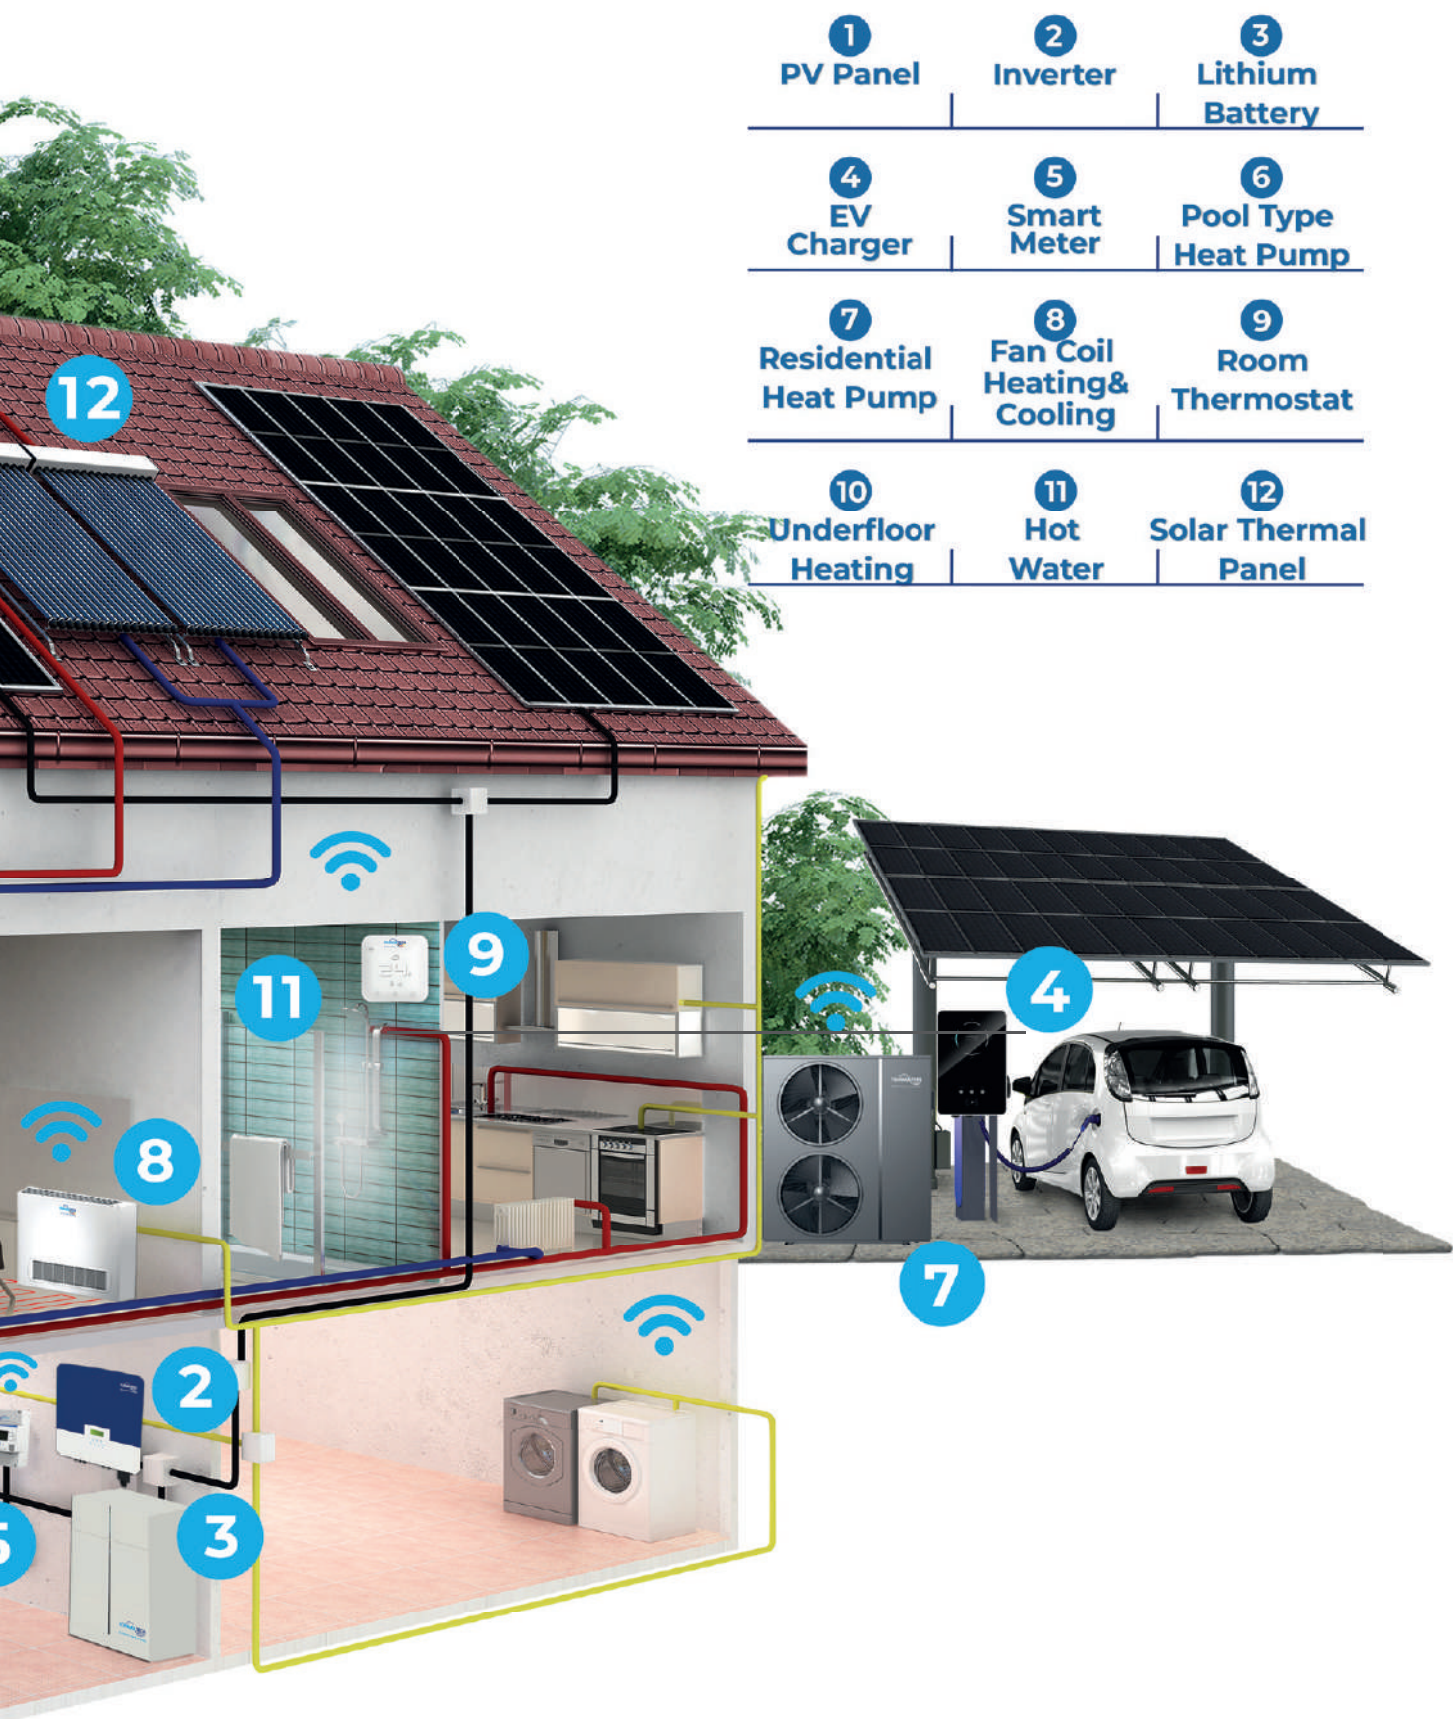 1
PV Panel
2
Inverter
3
Lithium
Battery
4
EV
Charger
5
Smart
Meter
6
Pool Type
Heat Pump
7
Residential
Heat Pump
8
Fan Coil
Heating&
Cooling
9
Room
Thermostat
10
Underfloor
Heating
11
Hot
Water
12
Solar Thermal
Panel
12
9
11
4
8
7
2
3
5